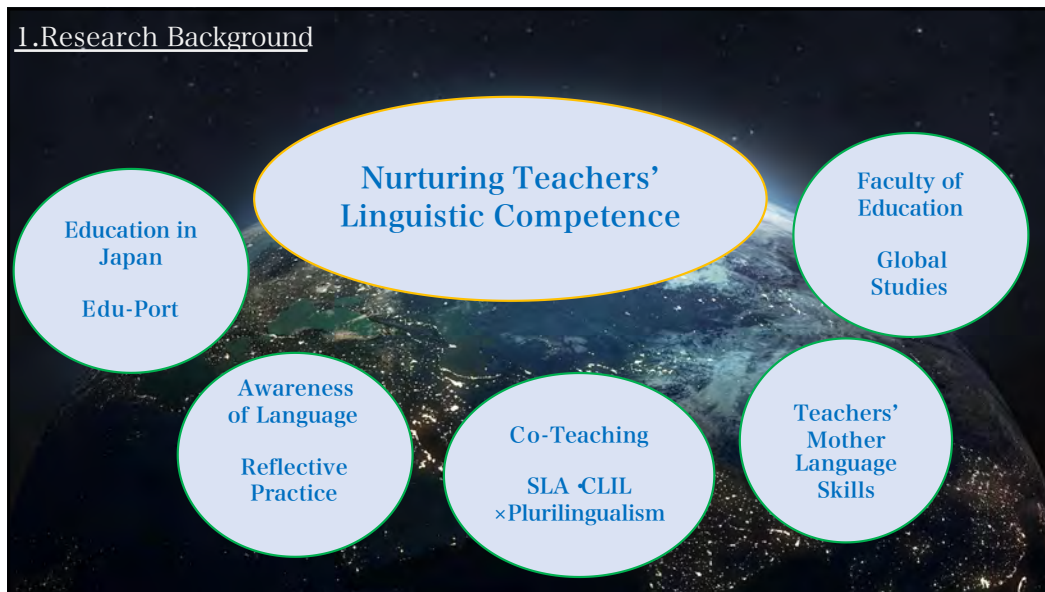 1.Research Background
Nurturing Teachers’
Linguistic Competence
Education in
Japan
Edu-Port
Awareness
of Language
Reflective
Practice
Co-Teaching
SLA・CLIL
×Plurilingualism
Teachers’
Mother
Language
Skills
Faculty of
Education
Global
Studies